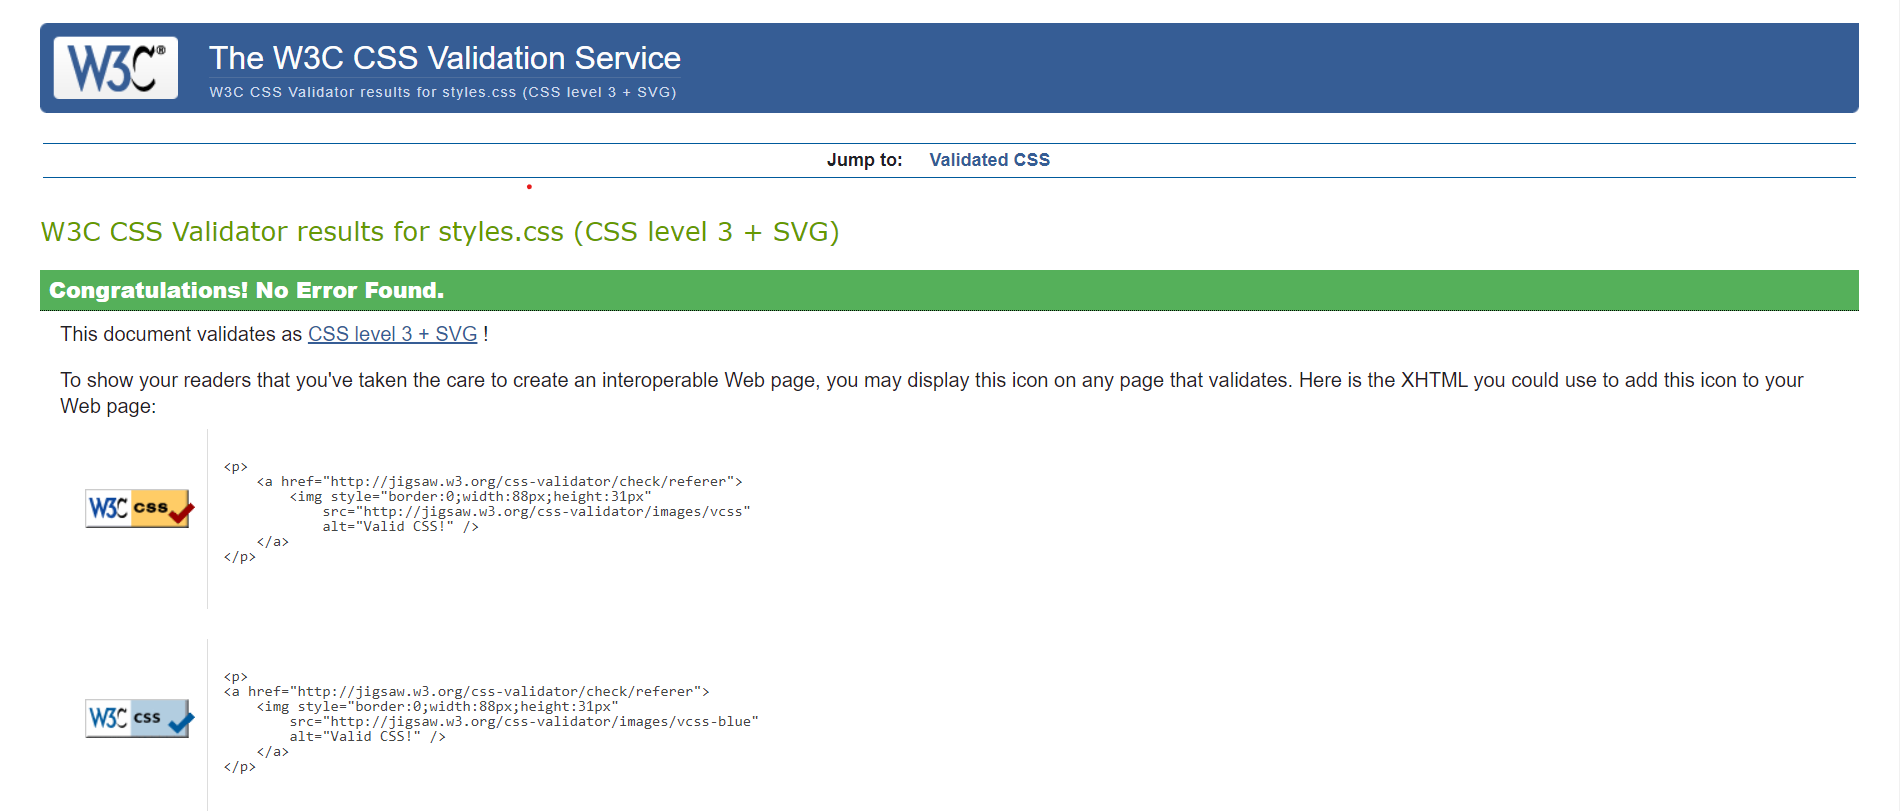 W3C®
The W3C CSS Validation Service
W3C CSS Validator results for styles.css (CSS level 3 + SVG)
Jump to: Validated CSS
W3C CSS Validator results for styles.css (CSS level 3 + SVG)
Congratulations! No Error Found.
This document validates as CSS level 3 + SVG !
To show your readers that you've taken the care to create an interoperable Web page, you may display this icon on any page that validates. Here is the XHTML you could use to add this icon to your
Web page:
W3C css
<p>
    <a href="http://jigsaw.w3.org/css-validator/check/referer">
        <img style="border:0;width:88px;height:31px"
            src="http://jigsaw.w3.org/css-validator/images/vcss"
            alt="Valid CSS!" />
    </a>
</p>
W3C css
<p>
<a href="http://jigsaw.w3.org/css-validator/check/referer">
    <img style="border:0;width:88px;height:31px"
        src="http://jigsaw.w3.org/css-validator/images/vcss-blue"
        alt="Valid CSS!" />
    </a>
</p>